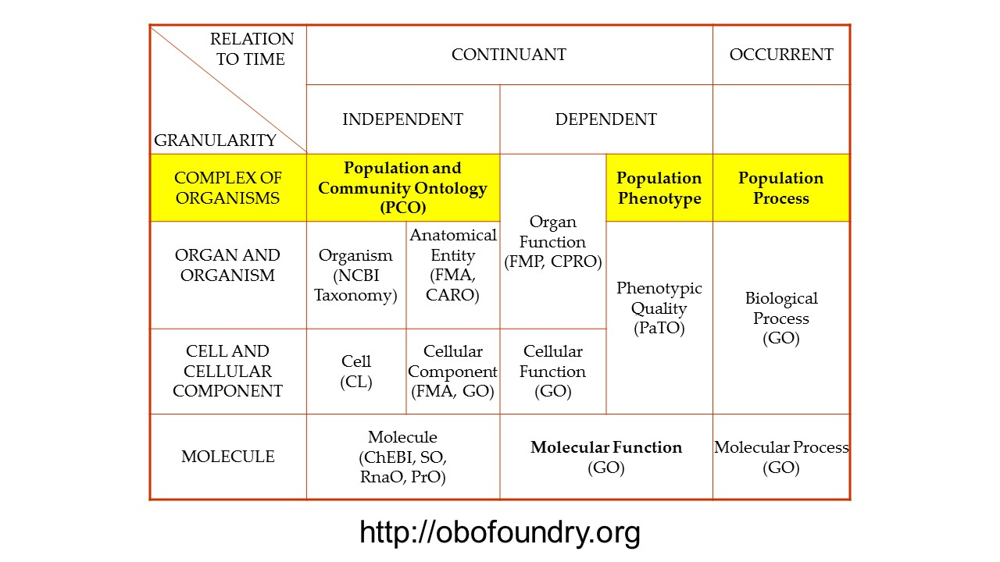 RELATION
TO TIME
GRANULARITY
CONTINUANT
OCCURRENT
INDEPENDENT
DEPENDENT
COMPLEX OF
ORGANISMS
Population and
Community Ontology
(PCO)
Organ
Function
(FMP, CPRO)
Population
Phenotype
Population
Process
ORGAN AND
ORGANISM
Organism
(NCBI
Taxonomy)
Anatomical
Entity
(FMA,
CARO)
Phenotypic
Quality
(PaTO)
Biological
Process
(GO)
CELL AND
CELLULAR
COMPONENT
Cell
(CL)
Cellular
Component
(FMA, GO)
Cellular
Function
(GO)
MOLECULE
Molecule
(ChEBI, SO,
RnaO, PrO)
Molecular Function
(GO)
Molecular Process
(GO)
http://obofoundry.org